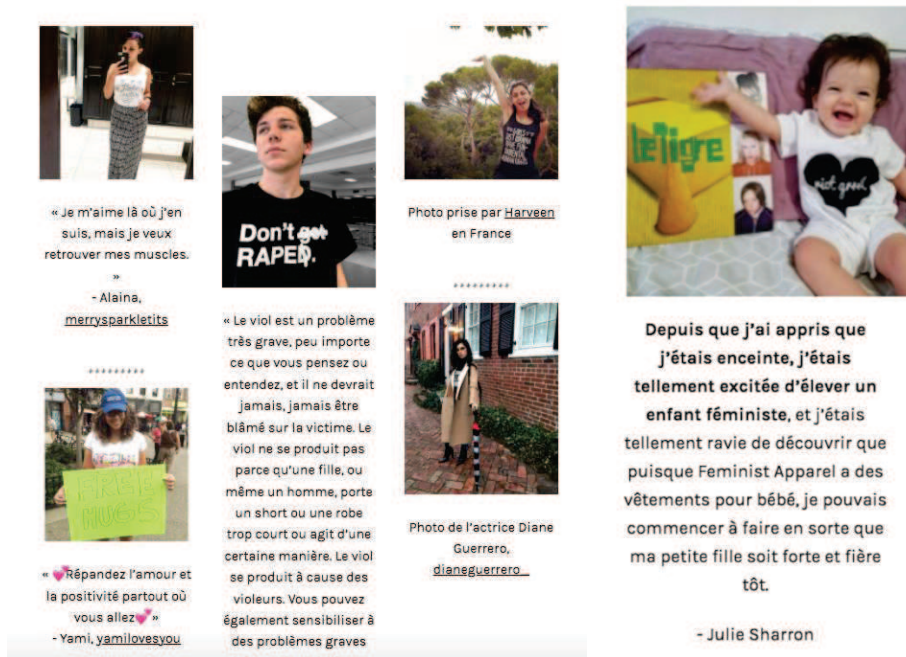 « Je m'aime là où j'en
suis, mais je veux
retrouver mes muscles.
»
- Alaina,
merrysparkletits
+++++++++
FREE
HUGS
« 💕Répandez l'amour et
la positivité partout où
vous allez💕 »
- Yami, yamilovesyou
Don't get
RAPED.
« Le viol est un problème
très grave, peu importe
ce que vous pensez ou
entendez, et il ne devrait
jamais, jamais être
blâmé sur la victime. Le
viol ne se produit pas
parce qu'une fille, ou
même un homme, porte
un short ou une robe
trop court ou agit d'une
certaine manière. Le viol
se produit à cause des
violeurs. Vous pouvez
également sensibiliser à
des problèmes graves
Photo prise par Harveen
en France
+++++++++
Photo de l'actrice Diane
Guerrero,
dianeguerrero_
le tigre
riot grrrl
Depuis que j'ai appris que
j'étais enceinte, j'étais
tellement excitée d'élever un
enfant féministe, et j'étais
tellement ravie de découvrir que
puisque Feminist Apparel a des
vêtements pour bébé, je pouvais
commencer à faire en sorte que
ma petite fille soit forte et fière
tôt.
- Julie Sharron